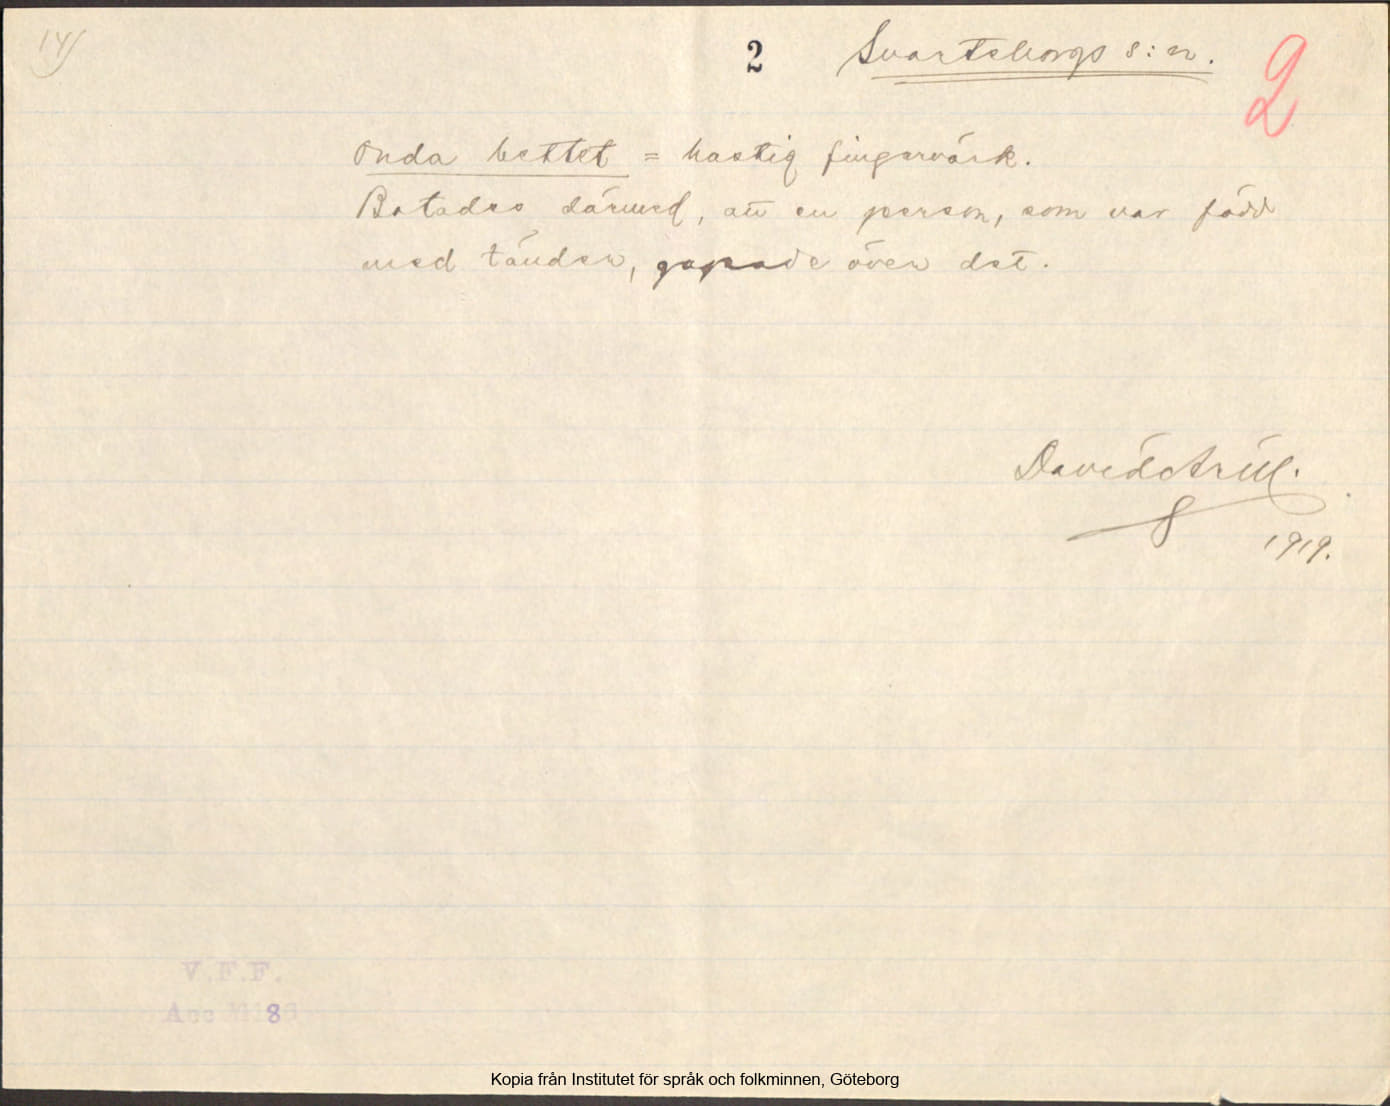 14)
2 Svarteborgs s:n. 2
Onda bettet = hastig fingervärk.
Botades därmed, att en person, som var född
med tänder, gapade över det.
David Arill.
1919.
V.F.F.
Acc
Kopia från Institutet för språk och folkminnen, Göteborg